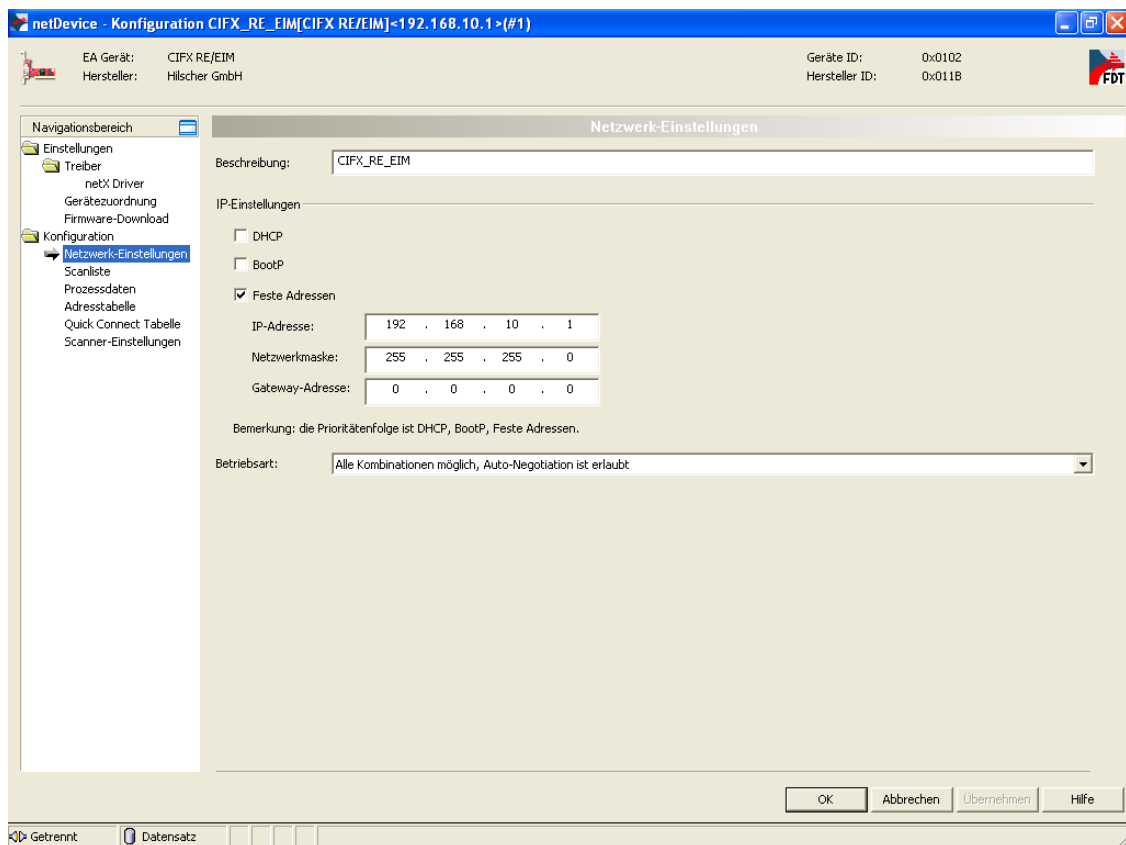 netDevice - Konfiguration CIFX_RE_EIM[CIFX RE/EIM]<192.168.10.1>(#1)
EA Gerät: CIFX RE/EIM Geräte ID: 0x0102
Hersteller: Hilscher GmbH Hersteller ID: 0x011B
FDT
Navigationsbereich
Einstellungen
Treiber
netX Driver
Gerätezuordnung
Firmware-Download
Konfiguration
Netzwerk-Einstellungen
Scanliste
Prozessdaten
Adresstabelle
Quick Connect Tabelle
Scanner-Einstellungen
Netzwerk-Einstellungen
Beschreibung: CIFX_RE_EIM
IP-Einstellungen
DHCP
BootP
Feste Adressen
IP-Adresse: 192 . 168 . 10 . 1
Netzwerkmaske: 255 . 255 . 255 . 0
Gateway-Adresse: 0 . 0 . 0 . 0
Bemerkung: die Prioritätenfolge ist DHCP, BootP, Feste Adressen.
Betriebsart: Alle Kombinationen möglich, Auto-Negotiation ist erlaubt
OK Abbrechen Übernehmen Hilfe
Getrennt Datensatz